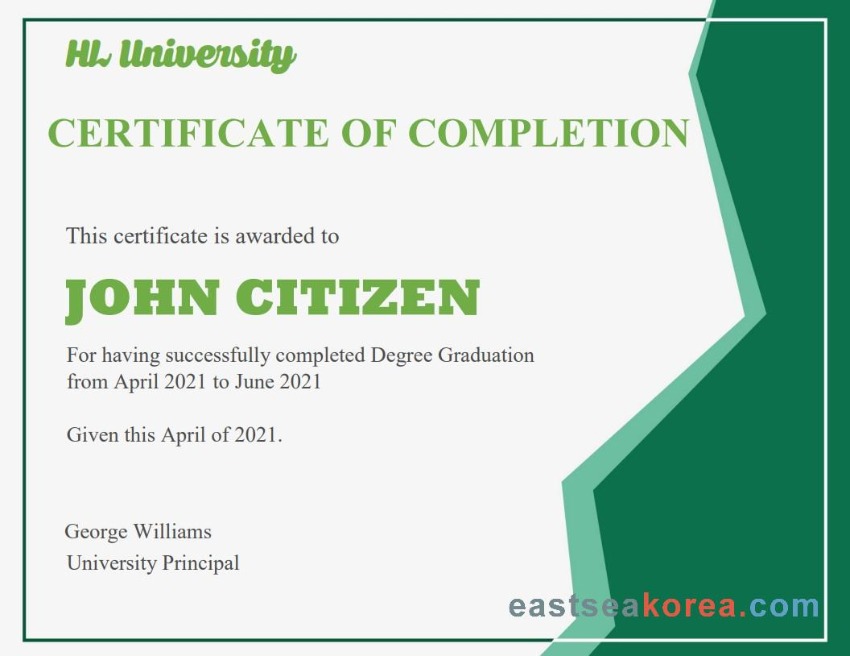 HL University
CERTIFICATE OF COMPLETION
This certificate is awarded to
JOHN CITIZEN
For having successfully completed Degree Graduation
from April 2021 to June 2021
Given this April of 2021.
George Williams
University Principal
eastseakorea.com